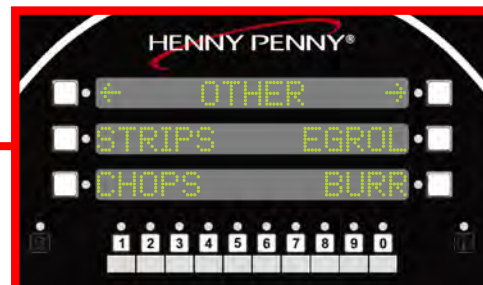 HENNY PENNY®
← OTHER →
STRIPS EGROL
CHOPS BURR
1 2 3 4 5 6 7 8 9 0